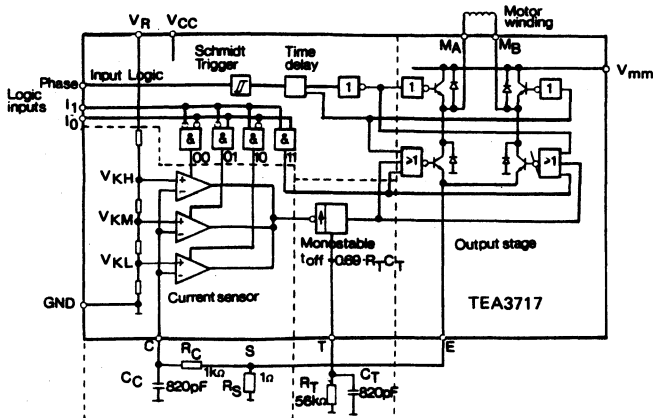 Motor
winding
VR
VCC
MA
MB
Schmidt
Trigger
Time
delay
Phase
Input Logic
1
1
1
Vmm
Logic
inputs
I1
I0
&
&
&
&
00
01
10
11
>1
>1
VKH
+
−
VKM
+
−
VKL
+
−
Monostable
toff = 0.69·RTCT
Output stage
Current sensor
GND
TEA3717
C
RC
1kΩ
S
T
E
CC
820pF
RS
1Ω
RT
56kΩ
CT
820pF